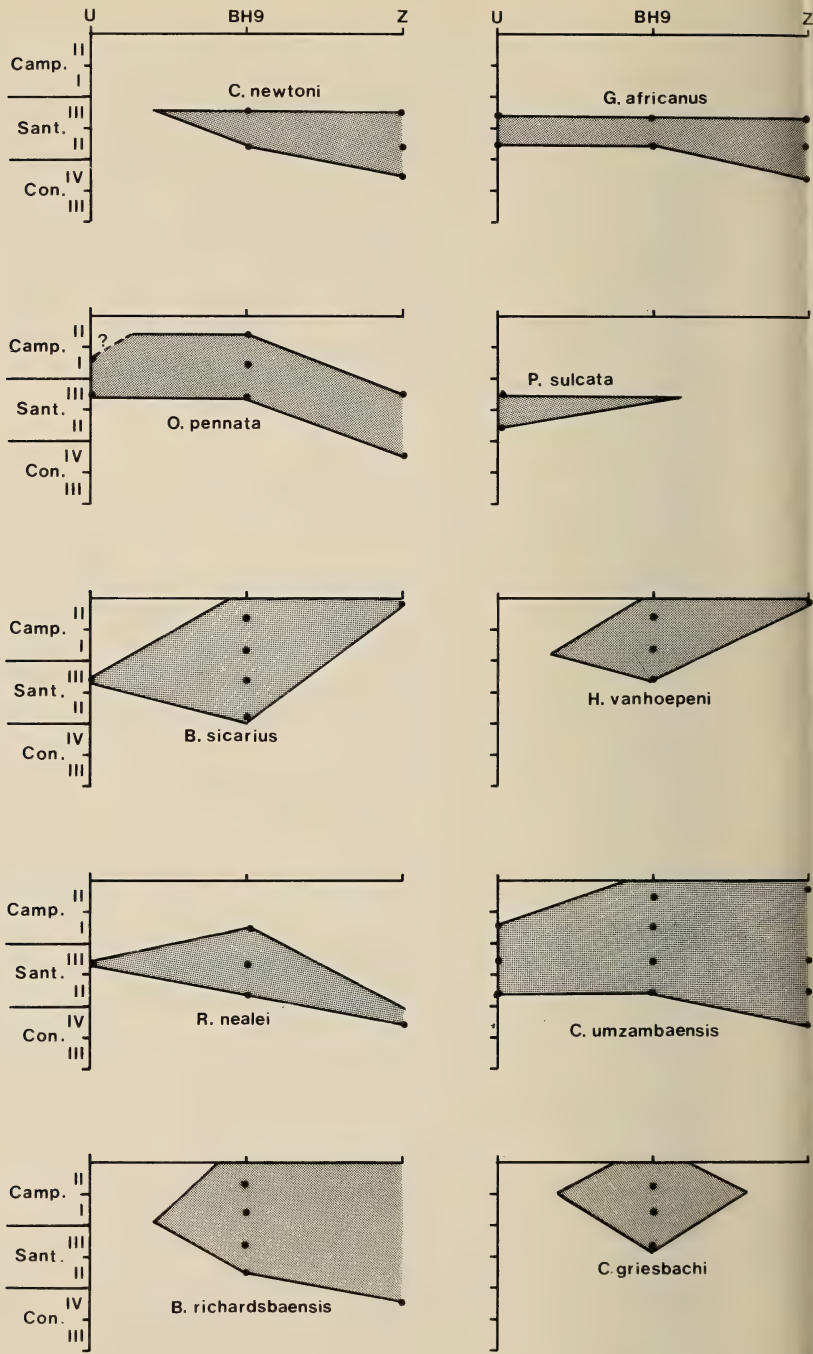 U BH9 Z U BH9 Z
II
Camp.
I
C. newtoni
G. africanus
III
Sant.
II
IV
Con.
III
II
Camp. ?
I
P. sulcata
III
Sant.
O. pennata
II
IV
Con.
III
II
Camp.
I
III
Sant.
H. vanhoepeni
II
B. sicarius
IV
Con.
III
II
Camp.
I
III
Sant.
II
R. nealei
C. umzambaensis
IV
Con.
III
II
Camp.
I
III
Sant.
C. griesbachi
II
B. richardsbaensis
IV
Con.
III